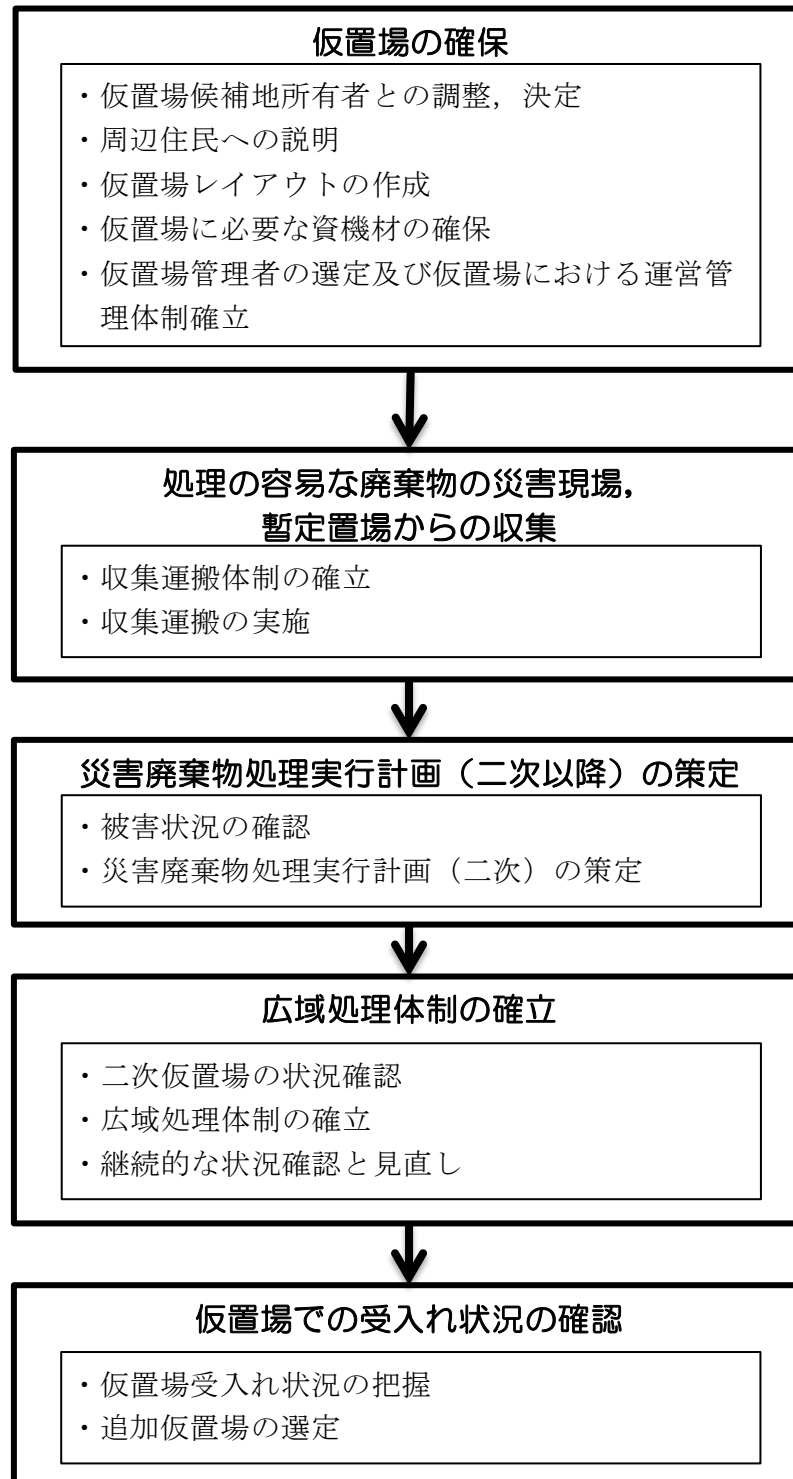 仮置場の確保
・仮置場候補地所有者との調整，決定
・周辺住民への説明
・仮置場レイアウトの作成
・仮置場に必要な資機材の確保
・仮置場管理者の選定及び仮置場における運営管
理体制確立
処理の容易な廃棄物の災害現場，
暫定置場からの収集
・収集運搬体制の確立
・収集運搬の実施
災害廃棄物処理実行計画（二次以降）の策定
・被害状況の確認
・災害廃棄物処理実行計画（二次）の策定
広域処理体制の確立
・二次仮置場の状況確認
・広域処理体制の確立
・継続的な状況確認と見直し
仮置場での受入れ状況の確認
・仮置場受入れ状況の把握
・追加仮置場の選定